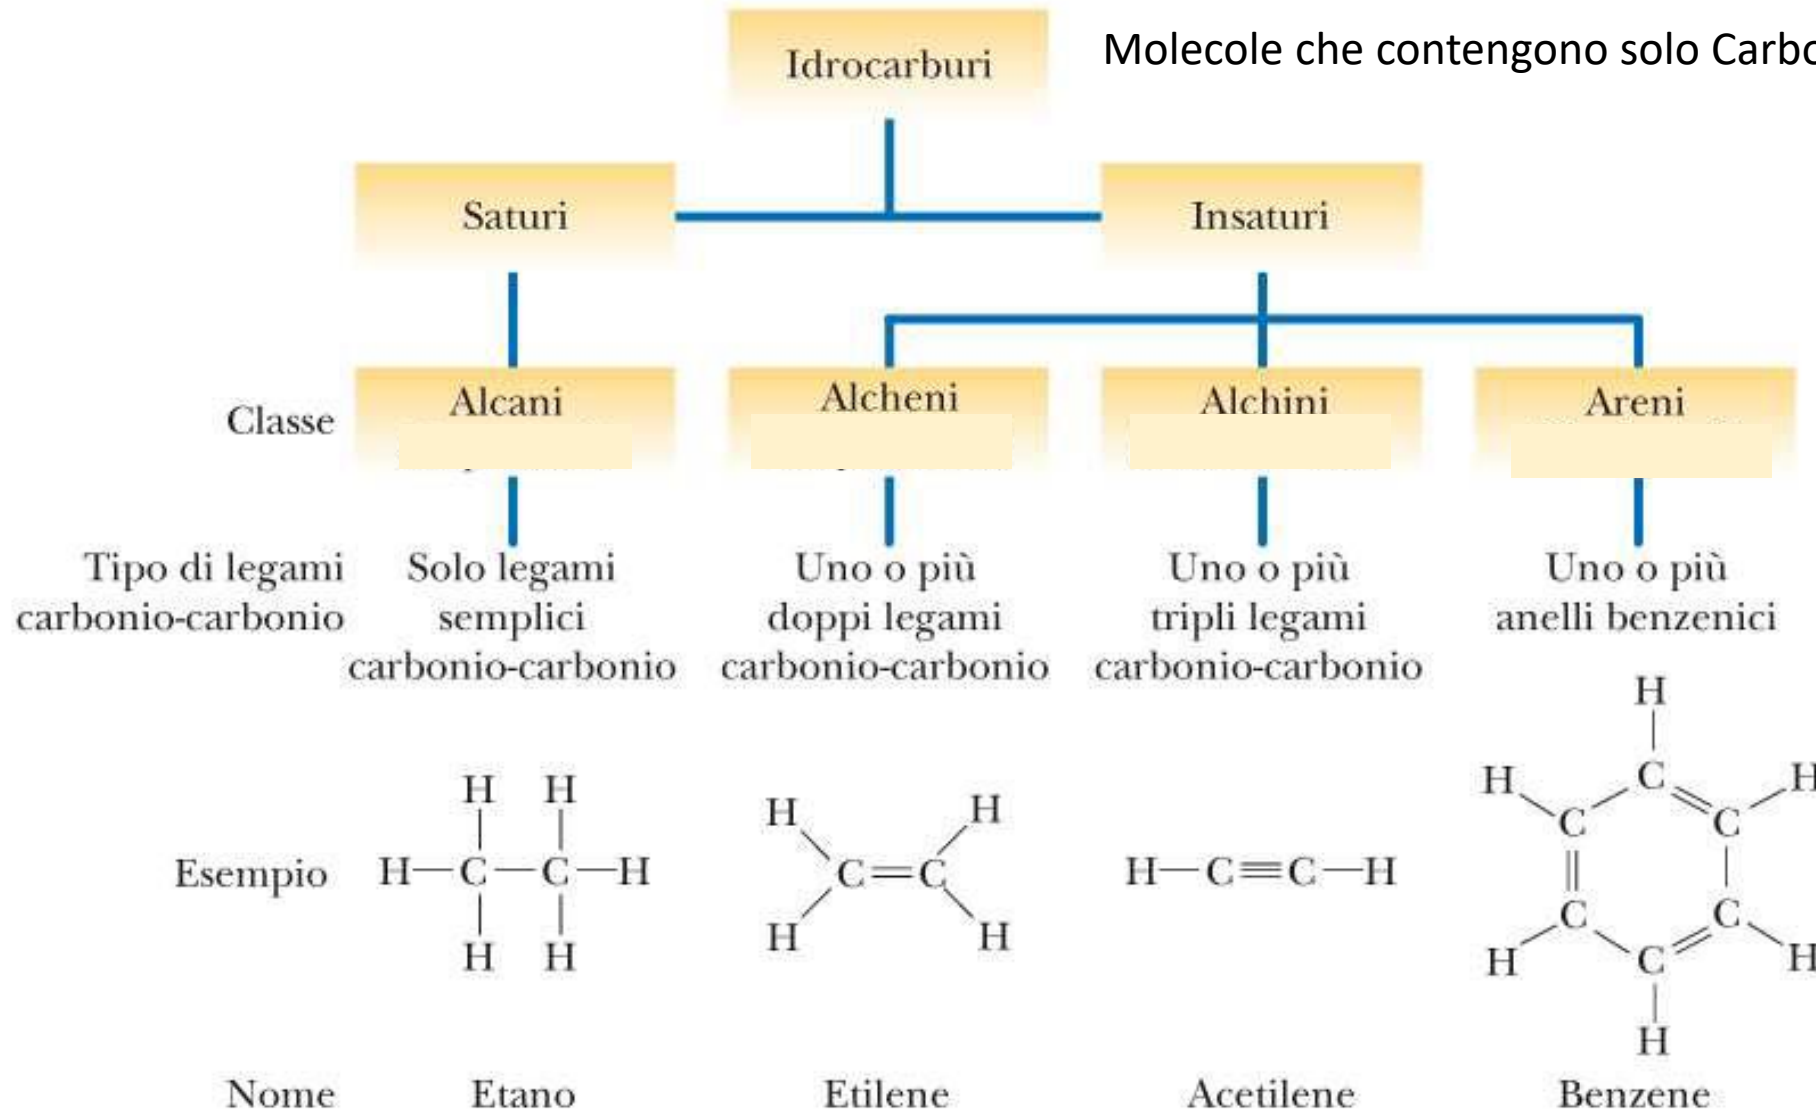 Idrocarburi
Molecole che contengono solo
Saturi
Insaturi
Classe
Alcani
Alcheni
Alchini
Areni
Tipo di legami
carbonio-carbonio
Solo legami
semplici
carbonio-carbonio
Uno o più
doppi legami
carbonio-carbonio
Uno o più
tripli legami
carbonio-carbonio
Uno o più
anelli benzenici
Esempio
H H
H—C—C—H
H H
H H
C=C
H H
H—C≡C—H
H
H C H
C C
C C
H C H
H
Nome
Etano
Etilene
Acetilene
Benzene